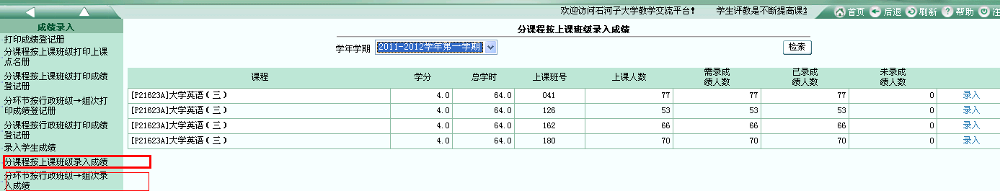 欢迎访问石河子大学教学交流平台！ 学生评教是不断提高课堂
首页 后退 刷新 帮助 注
成绩录入
打印成绩登记册
分课程按上课班级打印上课
点名册
分课程按上课班级打印成绩
登记册
分环节按行政班级→组次打
印成绩登记册
分课程按行政班级打印成绩
登记册
录入学生成绩
分课程按上课班级录入成绩
分环节按行政班级→组次录
入成绩
分课程按上课班级录入成绩
学年学期 2011-2012学年第一学期 检索
课程 学分 总学时 上课班号 上课人数 需录成绩人数 已录成绩人数 未录成绩人数
[P21623A]大学英语(三) 4.0 64.0 041 77 77 77 0 录入
[P21623A]大学英语(三) 4.0 64.0 126 53 53 53 0 录入
[P21623A]大学英语(三) 4.0 64.0 162 66 66 66 0 录入
[P21623A]大学英语(三) 4.0 64.0 180 70 70 70 0 录入